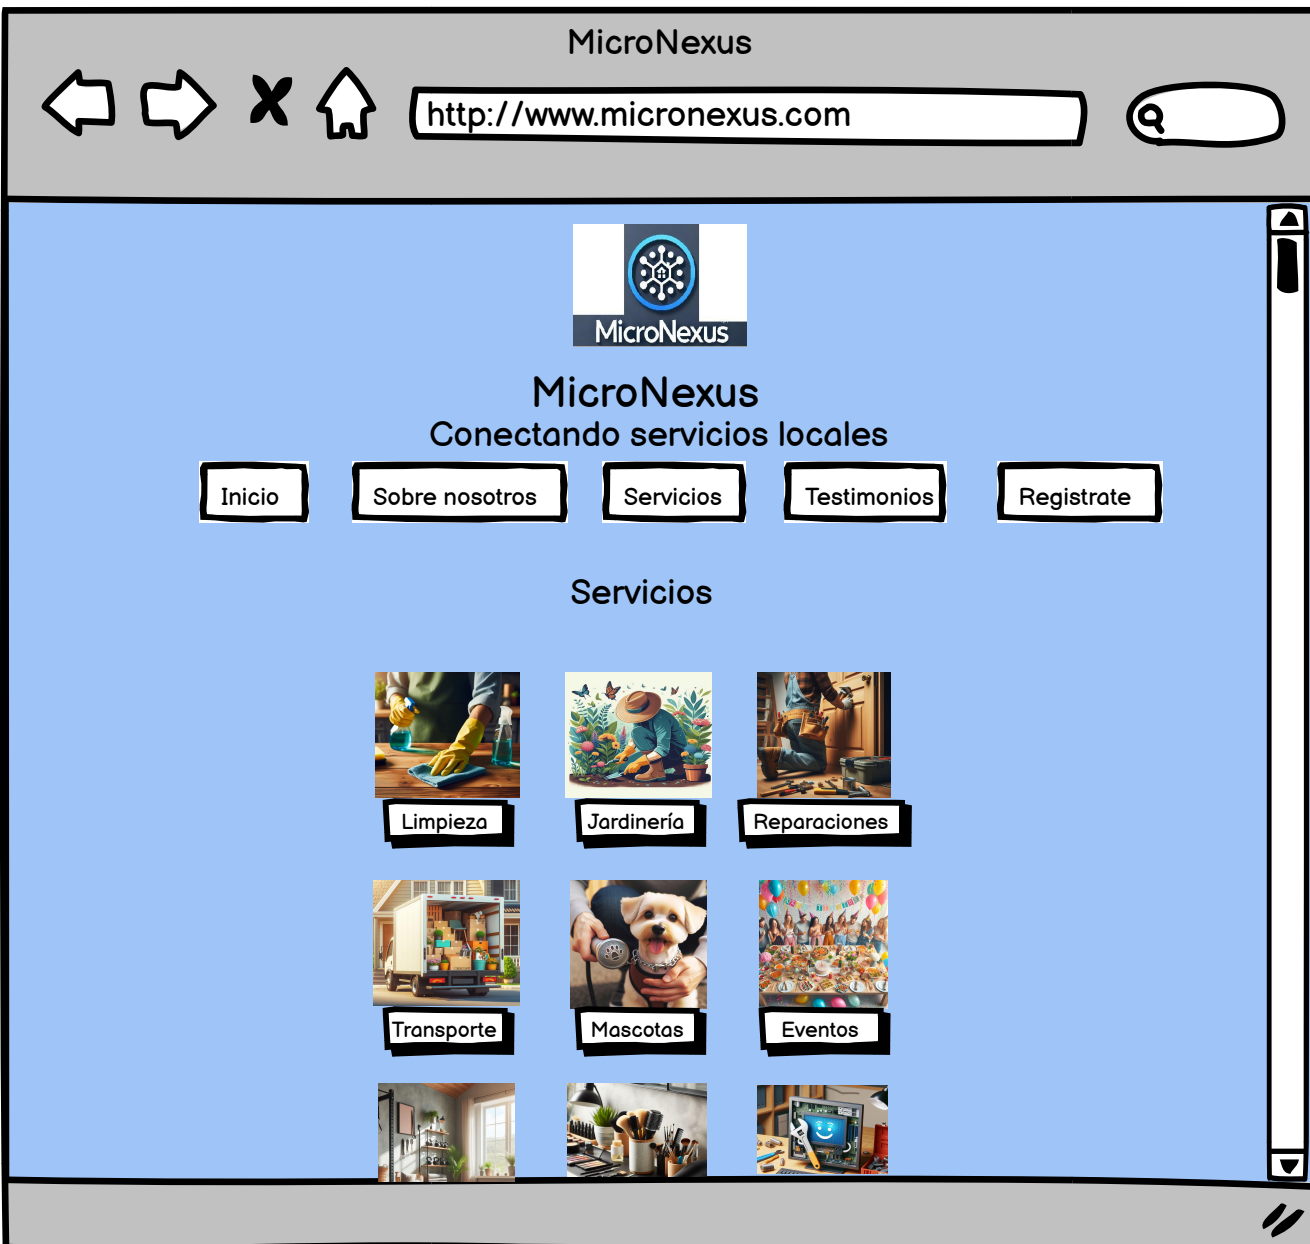 MicroNexus
http://www.micronexus.com
MicroNexus
MicroNexus
Conectando servicios locales
Inicio
Sobre nosotros
Servicios
Testimonios
Registrate
Servicios
Limpieza
Jardinería
Reparaciones
Transporte
Mascotas
Eventos